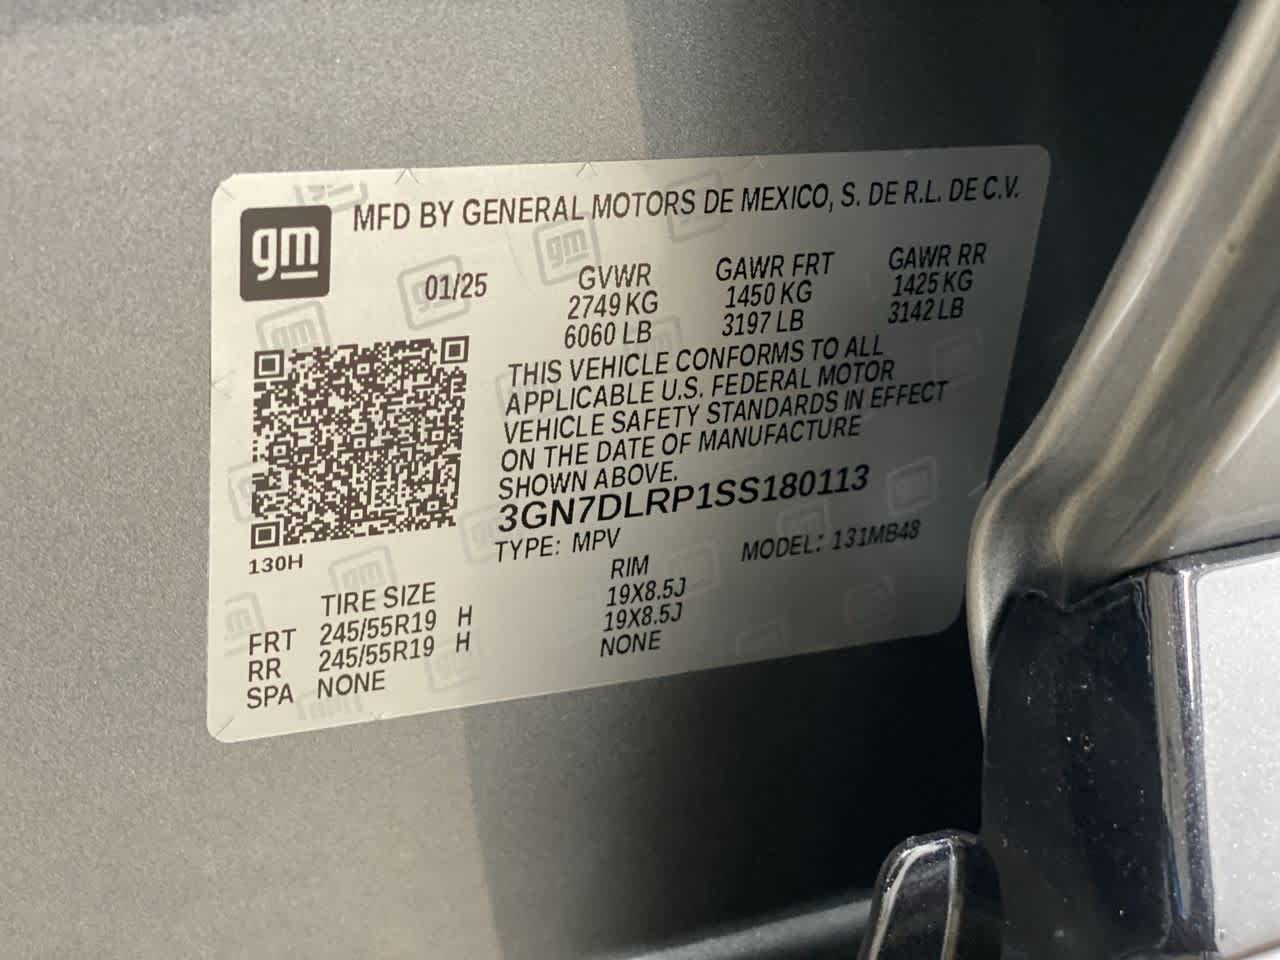 gm
MFD BY GENERAL MOTORS DE MEXICO, S. DE R.L. DE C.V.
01/25 GVWR GAWR FRT GAWR RR
2749 KG 1450 KG 1425 KG
6060 LB 3197 LB 3142 LB
THIS VEHICLE CONFORMS TO ALL
APPLICABLE U.S. FEDERAL MOTOR
VEHICLE SAFETY STANDARDS IN EFFECT
ON THE DATE OF MANUFACTURE
SHOWN ABOVE.
3GN7DLRP1SS180113
TYPE: MPV MODEL: 131MB48
130H
TIRE SIZE RIM
FRT 245/55R19 H 19X8.5J
RR 245/55R19 H 19X8.5J
SPA NONE NONE